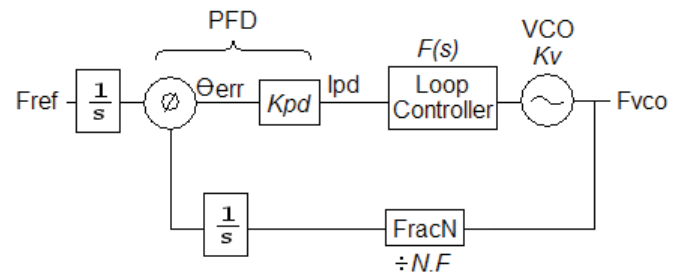 PFD
VCO
Kv
F(s)
Fref
1/s
ø
Θerr
Kpd
Ipd
Loop
Controller
Fvco
1/s
FracN
÷N.F